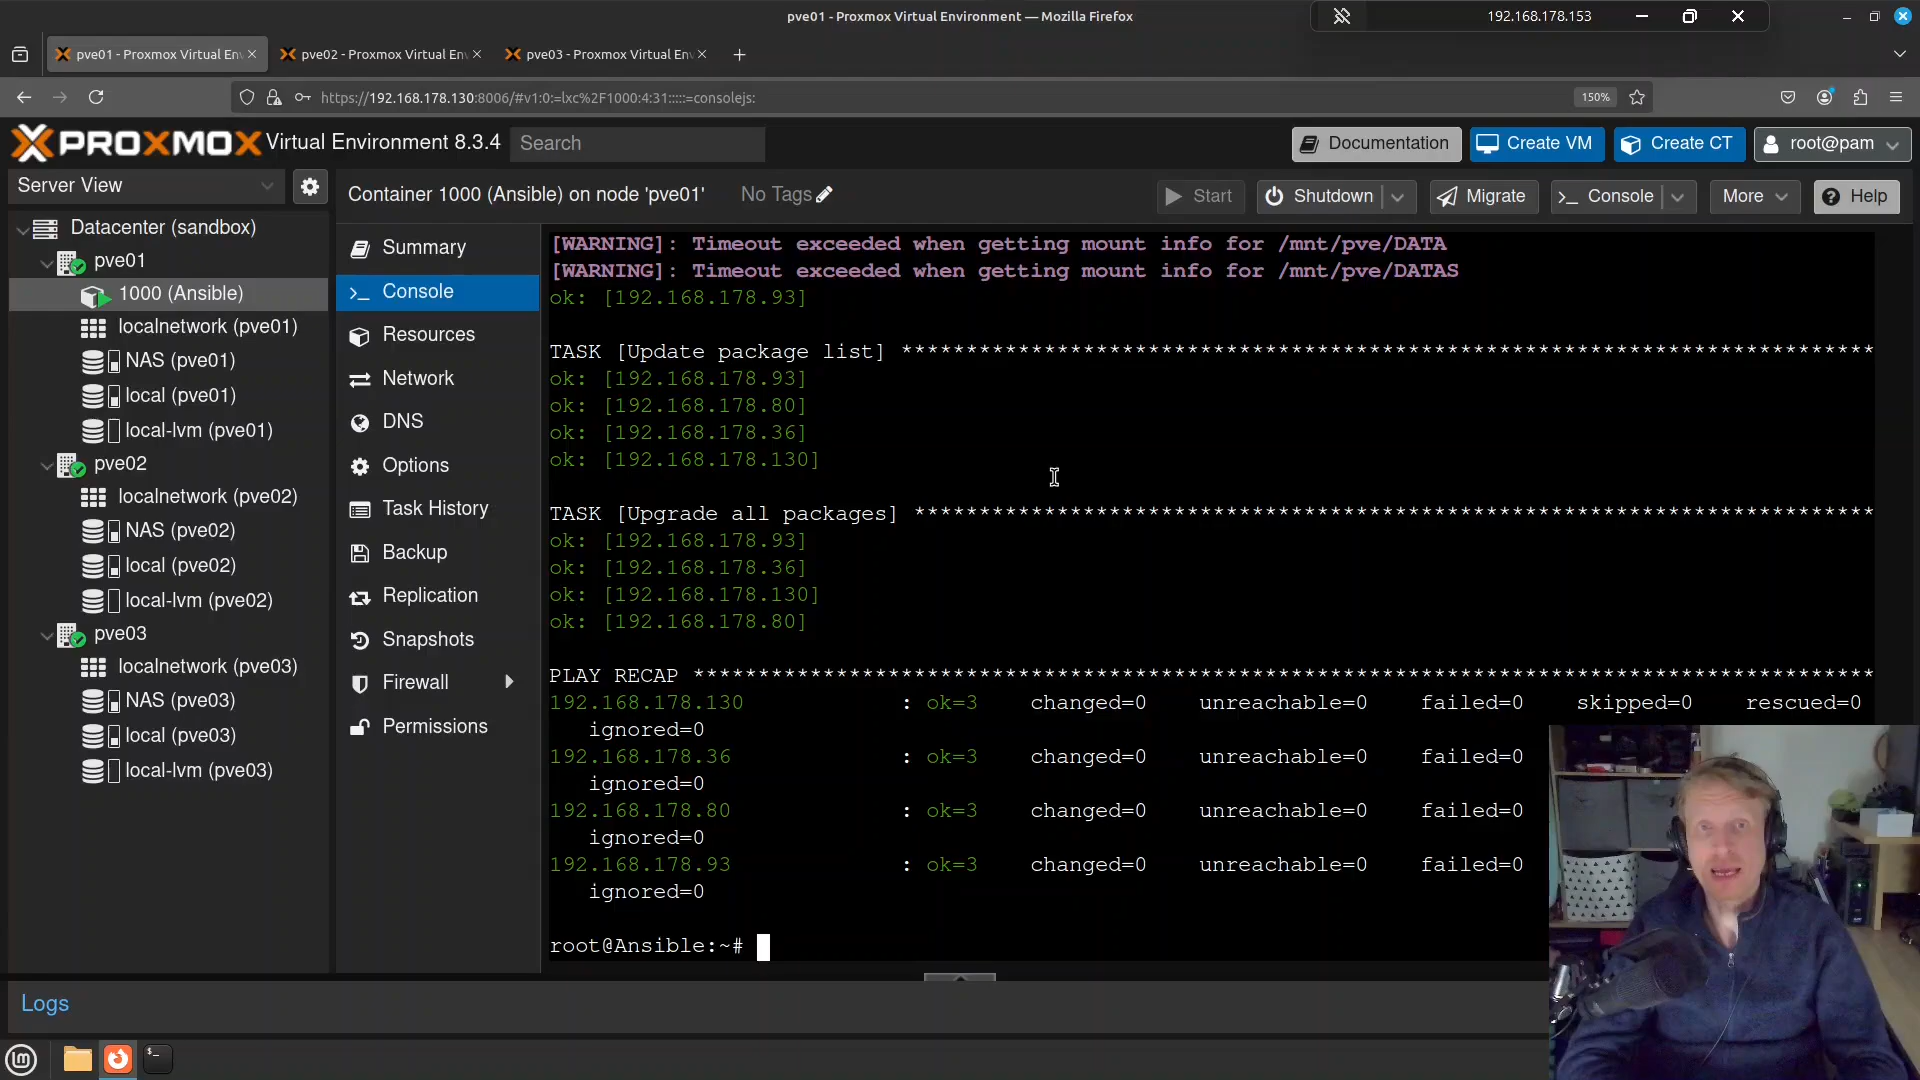 pve01 - Proxmox Virtual Environment — Mozilla Firefox
192.168.178.153
pve01 - Proxmox Virtual En
pve02 - Proxmox Virtual En
pve03 - Proxmox Virtual En
https://192.168.178.130:8006/#v1:0:=lxc%2F1000:4:31:::::=consolejs:
150%
PROXMOX Virtual Environment 8.3.4
Search
Documentation
Create VM
Create CT
root@pam
Server View
Container 1000 (Ansible) on node 'pve01'
No Tags
Start
Shutdown
Migrate
Console
More
Help
Datacenter (sandbox)
pve01
1000 (Ansible)
localnetwork (pve01)
NAS (pve01)
local (pve01)
local-lvm (pve01)
pve02
localnetwork (pve02)
NAS (pve02)
local (pve02)
local-lvm (pve02)
pve03
localnetwork (pve03)
NAS (pve03)
local (pve03)
local-lvm (pve03)
Summary
Console
Resources
Network
DNS
Options
Task History
Backup
Replication
Snapshots
Firewall
Permissions
[WARNING]: Timeout exceeded when getting mount info for /mnt/pve/DATA
[WARNING]: Timeout exceeded when getting mount info for /mnt/pve/DATAS
ok: [192.168.178.93]
TASK [Update package list] ***************************************************************************
ok: [192.168.178.93]
ok: [192.168.178.80]
ok: [192.168.178.36]
ok: [192.168.178.130]
TASK [Upgrade all packages] **************************************************************************
ok: [192.168.178.93]
ok: [192.168.178.36]
ok: [192.168.178.130]
ok: [192.168.178.80]
PLAY RECAP *******************************************************************************************
192.168.178.130 : ok=3 changed=0 unreachable=0 failed=0 skipped=0 rescued=0
ignored=0
192.168.178.36 : ok=3 changed=0 unreachable=0 failed=0
ignored=0
192.168.178.80 : ok=3 changed=0 unreachable=0 failed=0
ignored=0
192.168.178.93 : ok=3 changed=0 unreachable=0 failed=0
ignored=0
root@Ansible:~#
Logs